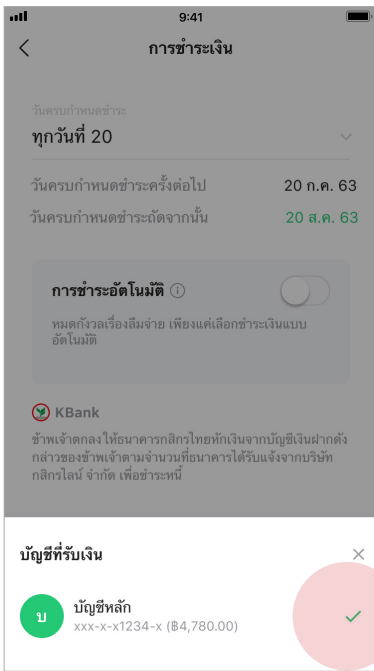 9:41
การชำระเงิน
วันครบกำหนดชำระ
ทุกวันที่ 20
วันครบกำหนดชำระครั้งต่อไป 20 ก.ค. 63
วันครบกำหนดชำระถัดจากนั้น 20 ส.ค. 63
การชำระอัตโนมัติ
หมดกังวลเรื่องลืมจ่าย เพียงแค่เลือกชำระเงินแบบ
อัตโนมัติ
KBank
ข้าพเจ้าตกลงให้ธนาคารกสิกรไทยหักเงินจากบัญชีเงินฝากดัง
กล่าวของข้าพเจ้าตามจำนวนที่ธนาคารได้รับแจ้งจากบริษัท
กสิกรไลน์ จำกัด เพื่อชำระหนี้
บัญชีที่รับเงิน
บ
บัญชีหลัก
xxx-x-x1234-x (฿4,780.00)